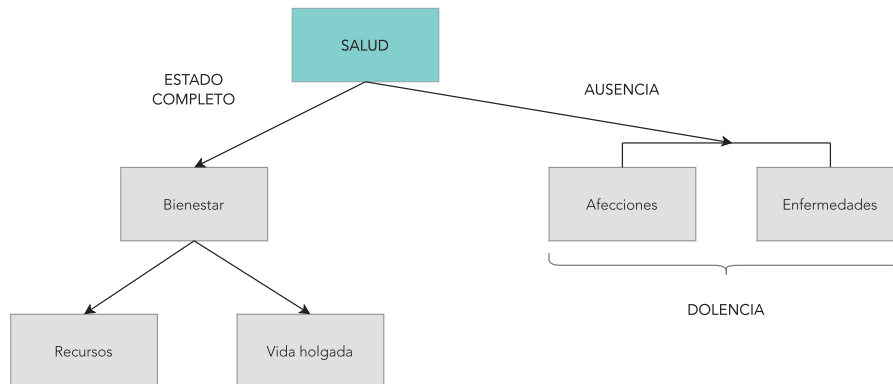 SALUD
ESTADO
COMPLETO
AUSENCIA
Bienestar
Afecciones
Enfermedades
DOLENCIA
Recursos
Vida holgada